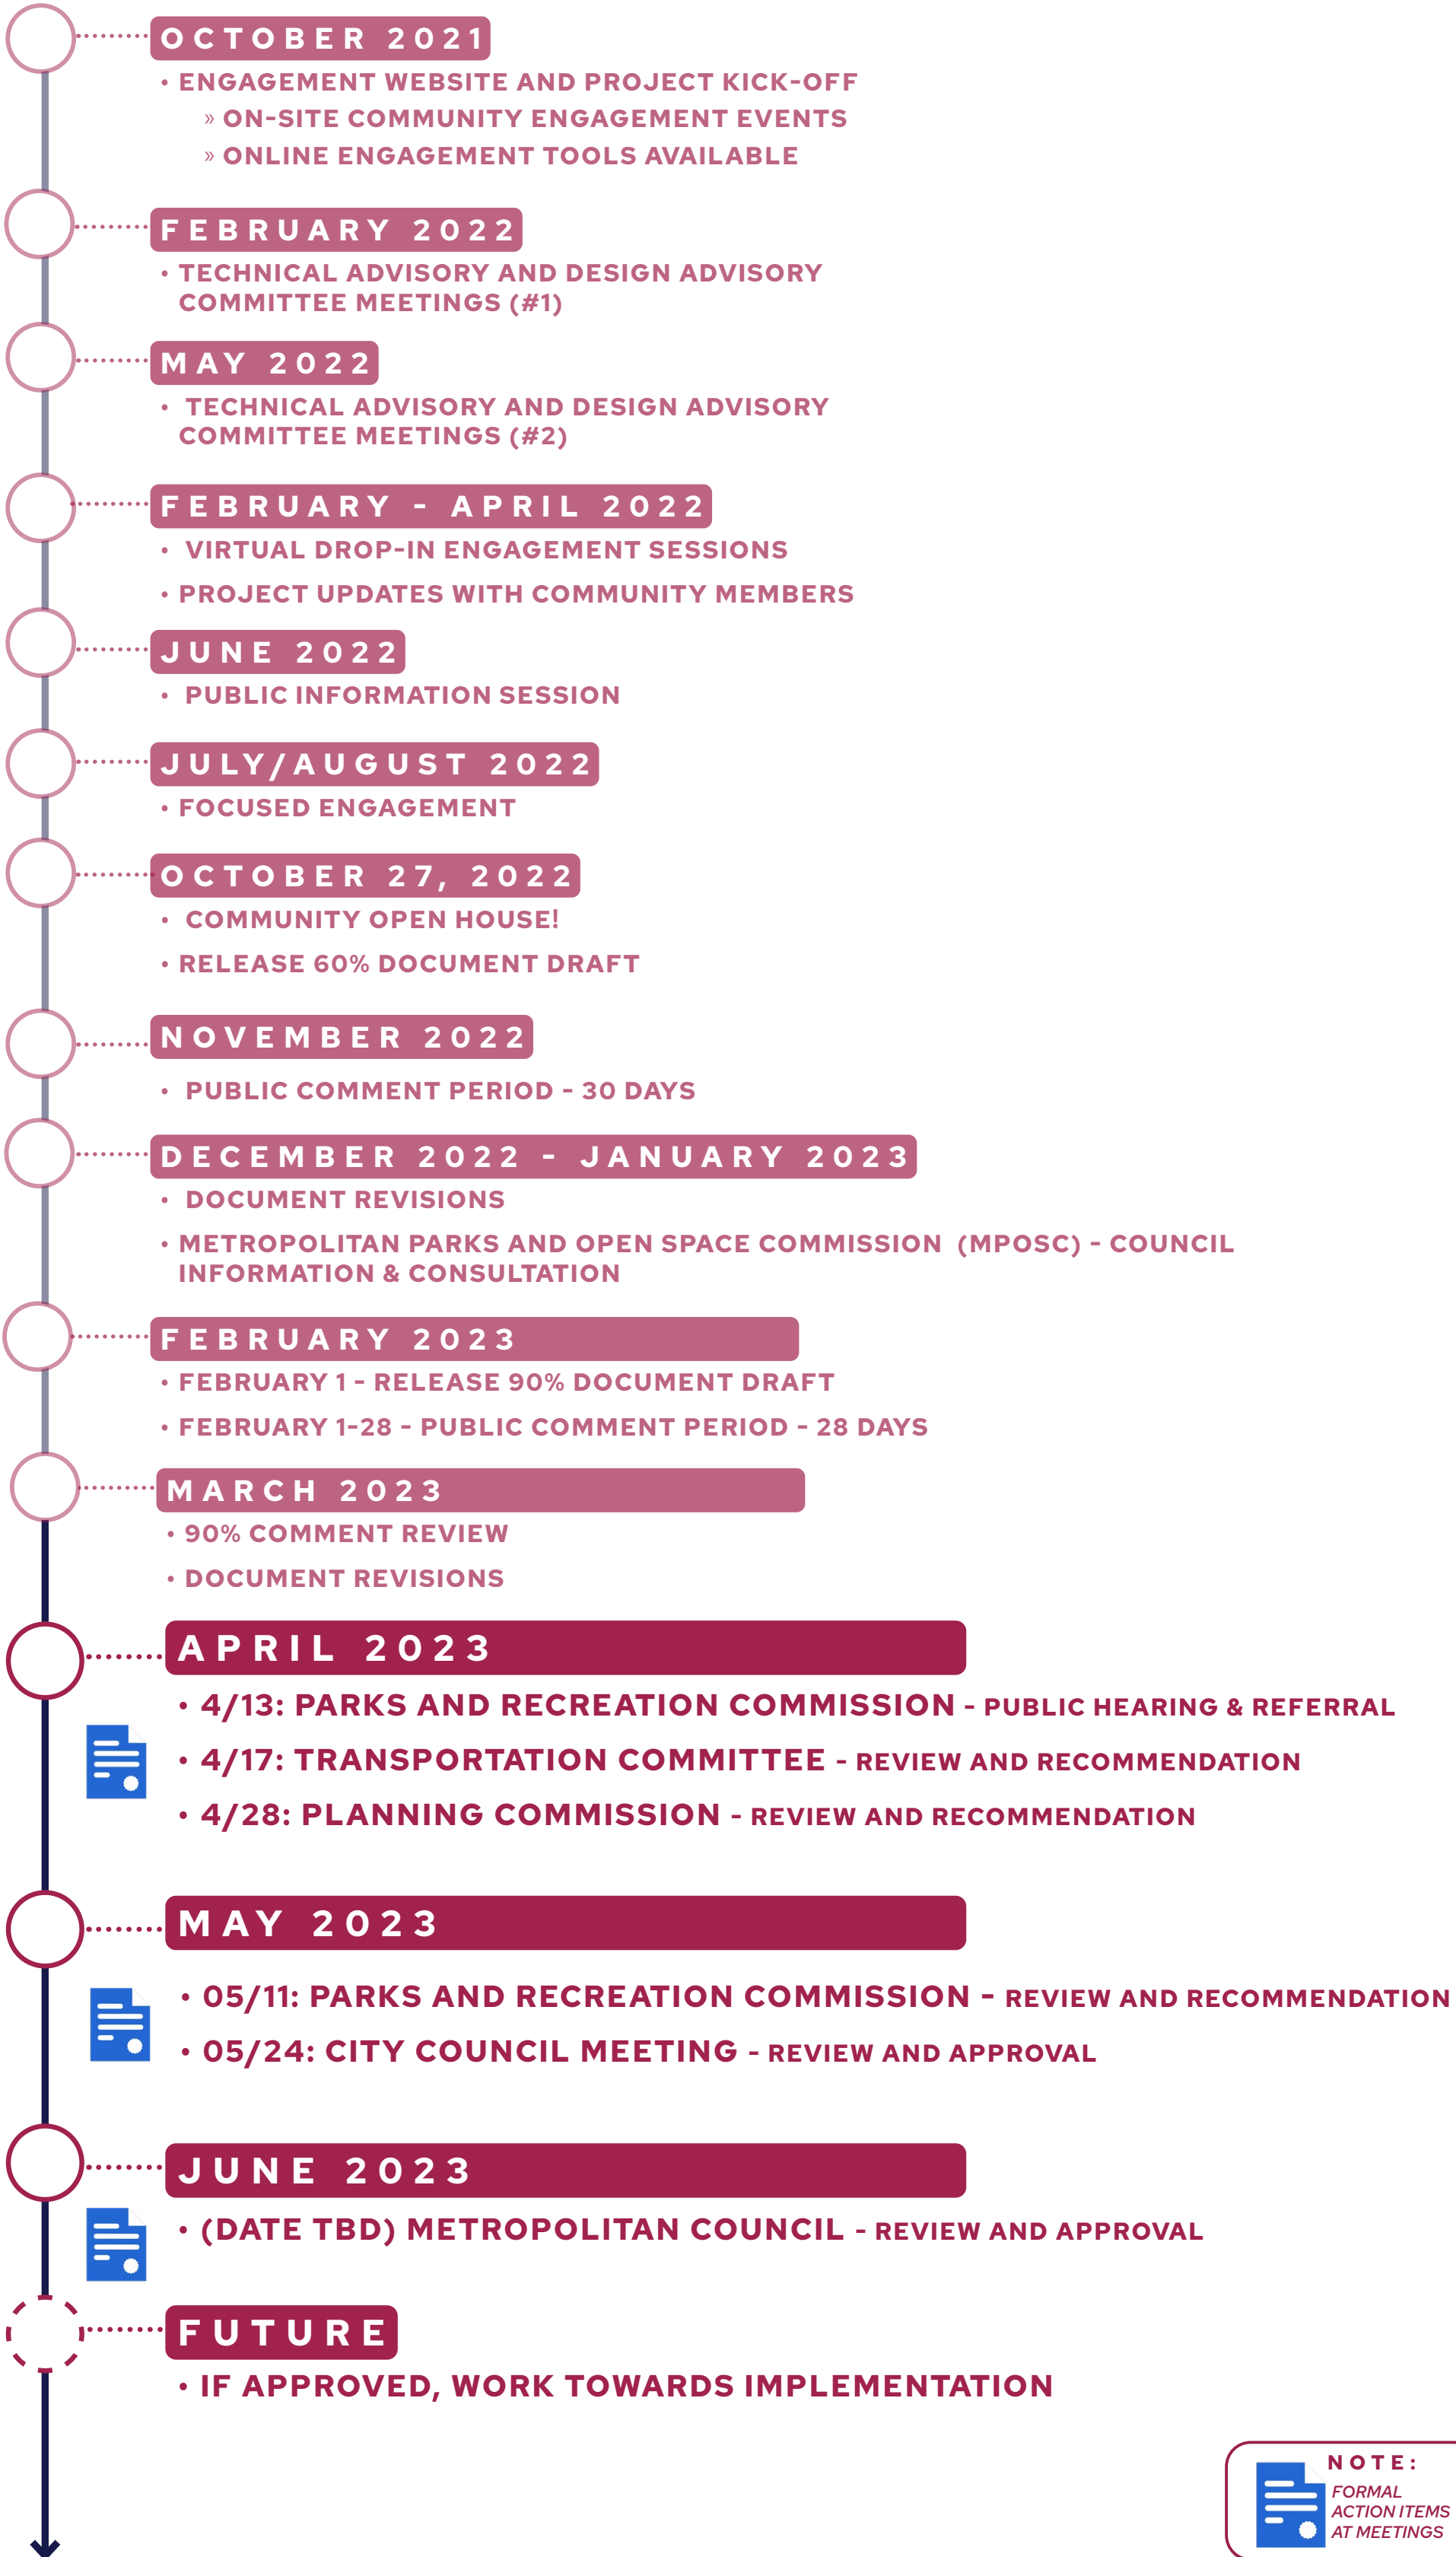 OCTOBER 2021
• ENGAGEMENT WEBSITE AND PROJECT KICK-OFF
» ON-SITE COMMUNITY ENGAGEMENT EVENTS
» ONLINE ENGAGEMENT TOOLS AVAILABLE
FEBRUARY 2022
• TECHNICAL ADVISORY AND DESIGN ADVISORY
COMMITTEE MEETINGS (#1)
MAY 2022
• TECHNICAL ADVISORY AND DESIGN ADVISORY
COMMITTEE MEETINGS (#2)
FEBRUARY - APRIL 2022
• VIRTUAL DROP-IN ENGAGEMENT SESSIONS
• PROJECT UPDATES WITH COMMUNITY MEMBERS
JUNE 2022
• PUBLIC INFORMATION SESSION
JULY/AUGUST 2022
• FOCUSED ENGAGEMENT
OCTOBER 27, 2022
• COMMUNITY OPEN HOUSE!
• RELEASE 60% DOCUMENT DRAFT
NOVEMBER 2022
• PUBLIC COMMENT PERIOD - 30 DAYS
DECEMBER 2022 - JANUARY 2023
• DOCUMENT REVISIONS
• METROPOLITAN PARKS AND OPEN SPACE COMMISSION (MPOSC) - COUNCIL
INFORMATION & CONSULTATION
FEBRUARY 2023
• FEBRUARY 1 - RELEASE 90% DOCUMENT DRAFT
• FEBRUARY 1-28 - PUBLIC COMMENT PERIOD - 28 DAYS
MARCH 2023
• 90% COMMENT REVIEW
• DOCUMENT REVISIONS
APRIL 2023
• 4/13: PARKS AND RECREATION COMMISSION - PUBLIC HEARING & REFERRAL
• 4/17: TRANSPORTATION COMMITTEE - REVIEW AND RECOMMENDATION
• 4/28: PLANNING COMMISSION - REVIEW AND RECOMMENDATION
MAY 2023
• 05/11: PARKS AND RECREATION COMMISSION - REVIEW AND RECOMMENDATION
• 05/24: CITY COUNCIL MEETING - REVIEW AND APPROVAL
JUNE 2023
• (DATE TBD) METROPOLITAN COUNCIL - REVIEW AND APPROVAL
FUTURE
• IF APPROVED, WORK TOWARDS IMPLEMENTATION
NOTE:
FORMAL
ACTION ITEMS
AT MEETINGS